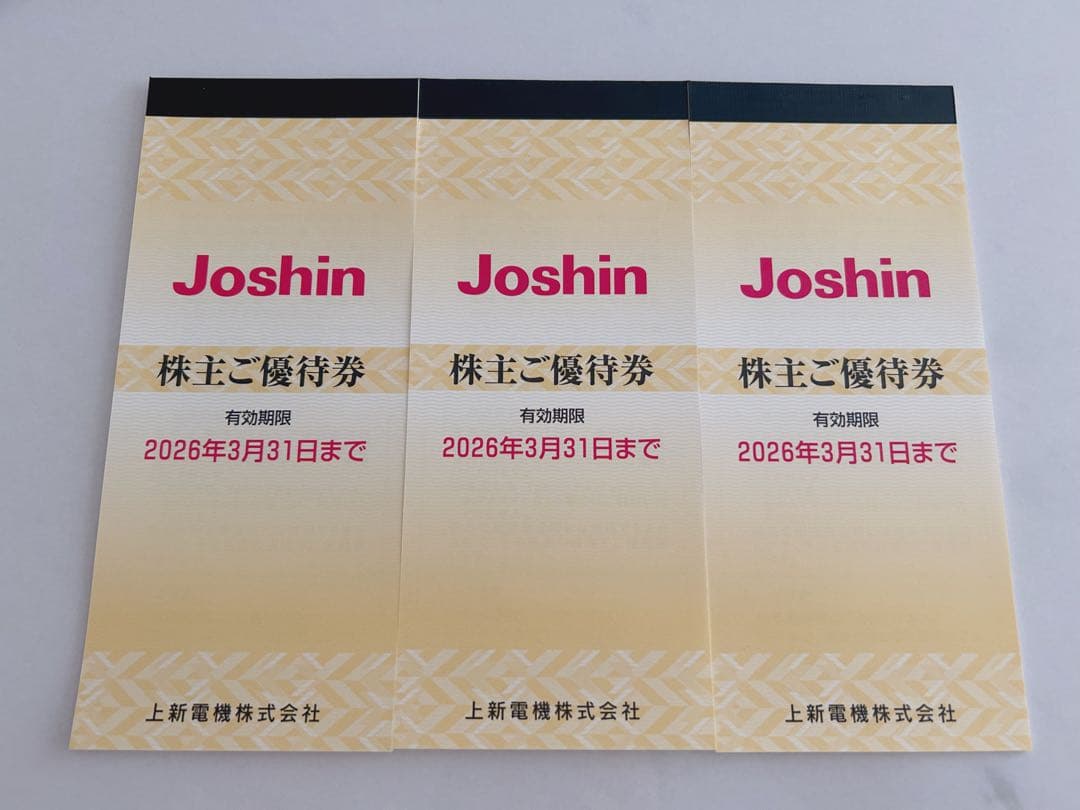 Joshin
株主ご優待券
有効期限
2026年3月31日まで
上新電機株式会社
Joshin
株主ご優待券
有効期限
2026年3月31日まで
上新電機株式会社
Joshin
株主ご優待券
有効期限
2026年3月31日まで
上新電機株式会社